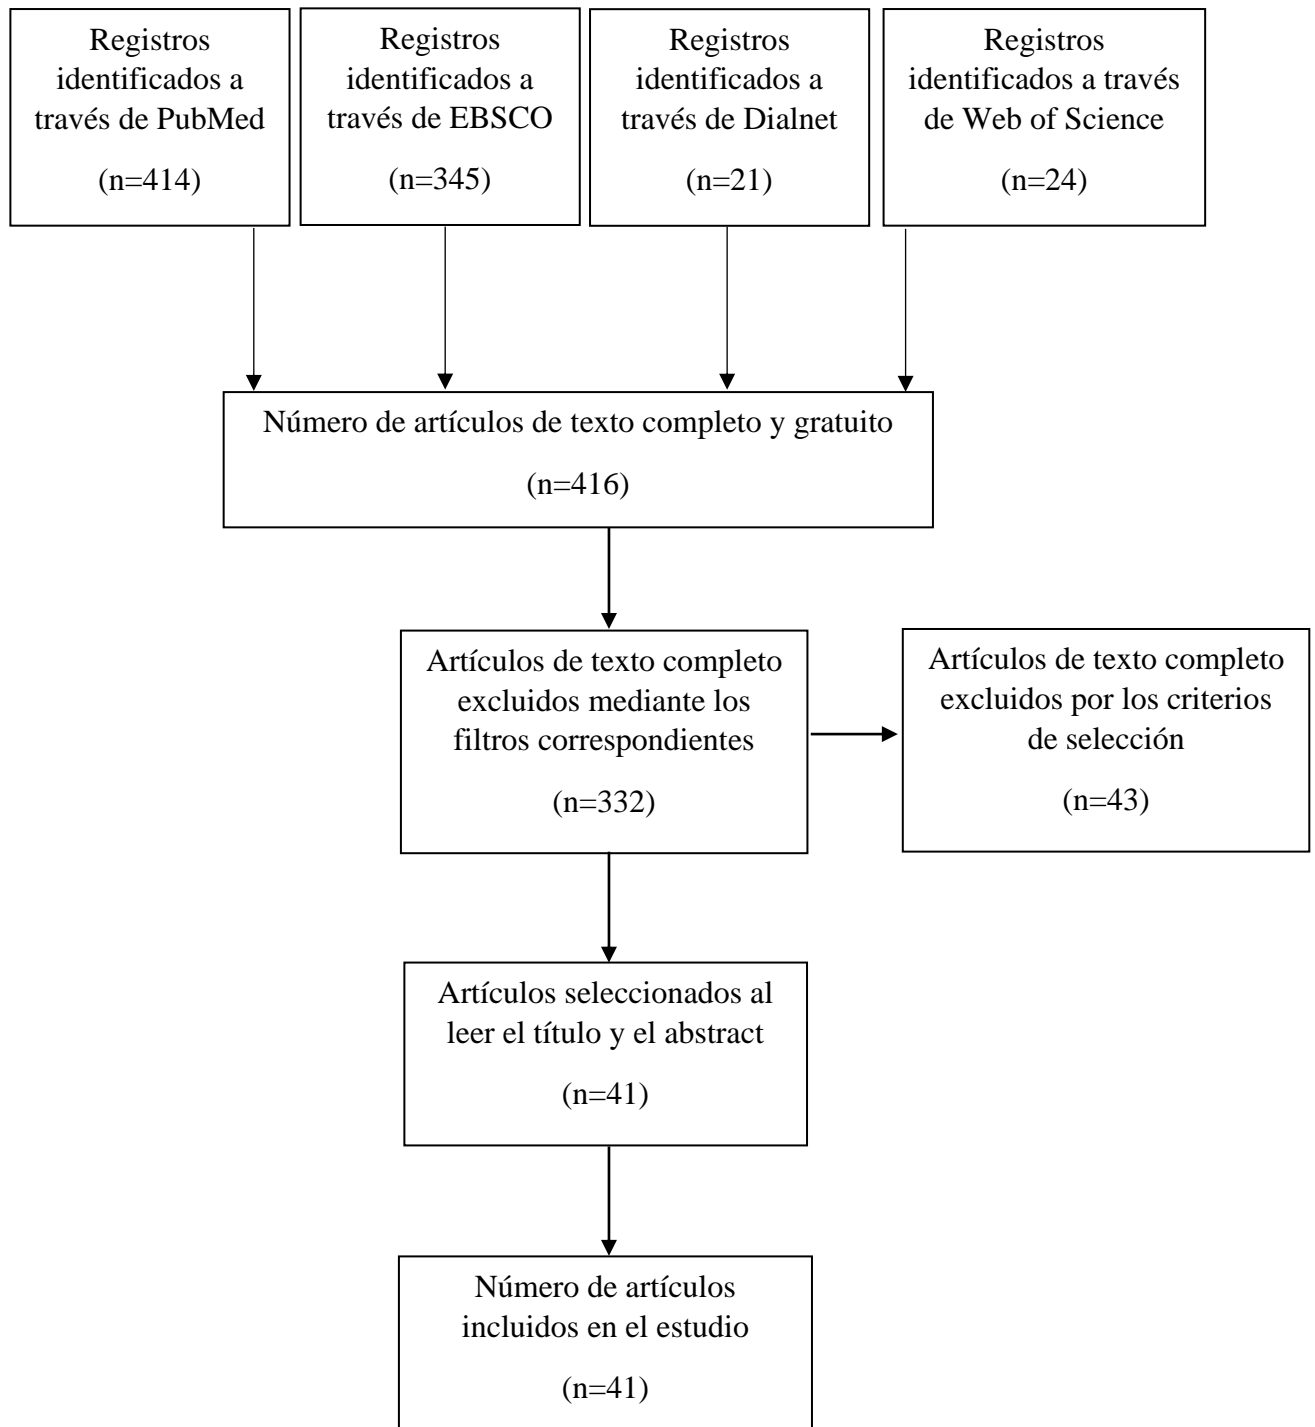 Registros
identificados a
través de PubMed
(n=414)
Registros
identificados a
través de EBSCO
(n=345)
Registros
identificados a
través de Dialnet
(n=21)
Registros
identificados a través
de Web of Science
(n=24)
Número de artículos de texto completo y gratuito
(n=416)
Artículos de texto completo
excluidos mediante los
filtros correspondientes
(n=332)
Artículos de texto completo
excluidos por los criterios
de selección
(n=43)
Artículos seleccionados al
leer el título y el abstract
(n=41)
Número de artículos
incluidos en el estudio
(n=41)